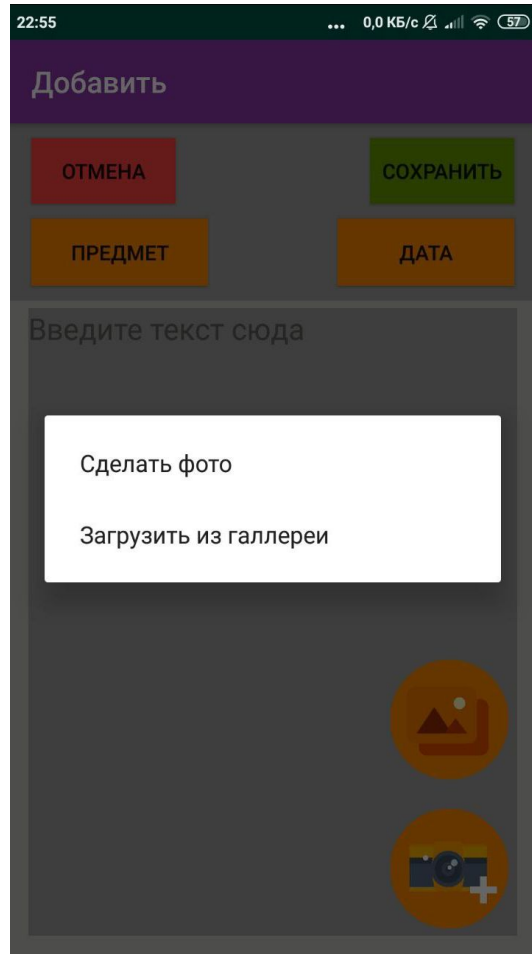 22:55 ... 0,0 КБ/с 57
Добавить
ОТМЕНА СОХРАНИТЬ
ПРЕДМЕТ ДАТА
Введите текст сюда
Сделать фото
Загрузить из галлереи